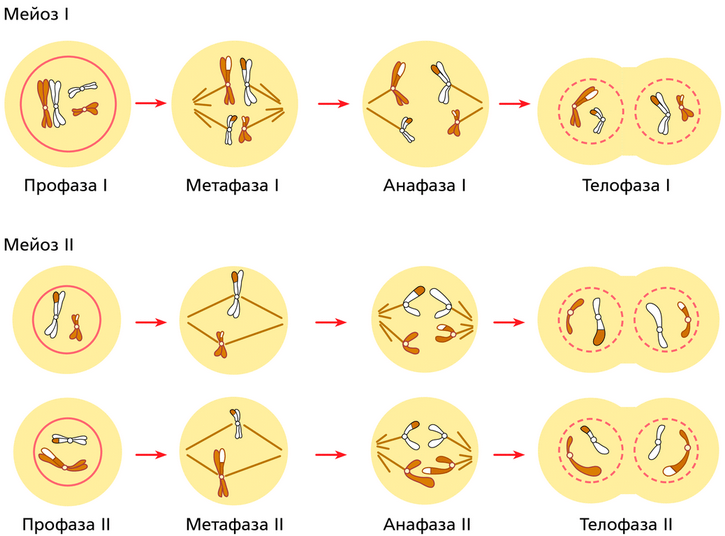 Мейоз I
Профаза I
Метафаза I
Анафаза I
Телофаза I
Мейоз II
Профаза II
Метафаза II
Анафаза II
Телофаза II